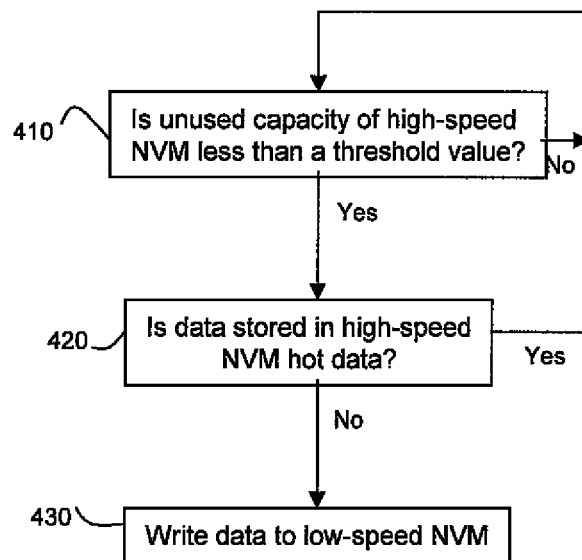 410
Is unused capacity of high-speed
NVM less than a threshold value?
No
Yes
420
Is data stored in high-speed
NVM hot data?
Yes
No
430
Write data to low-speed NVM